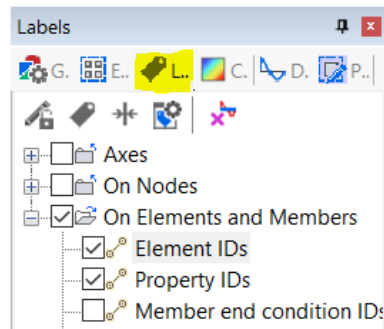 Labels
G. E.. L.. C. D. P..
Axes
On Nodes
On Elements and Members
Element IDs
Property IDs
Member end condition IDs